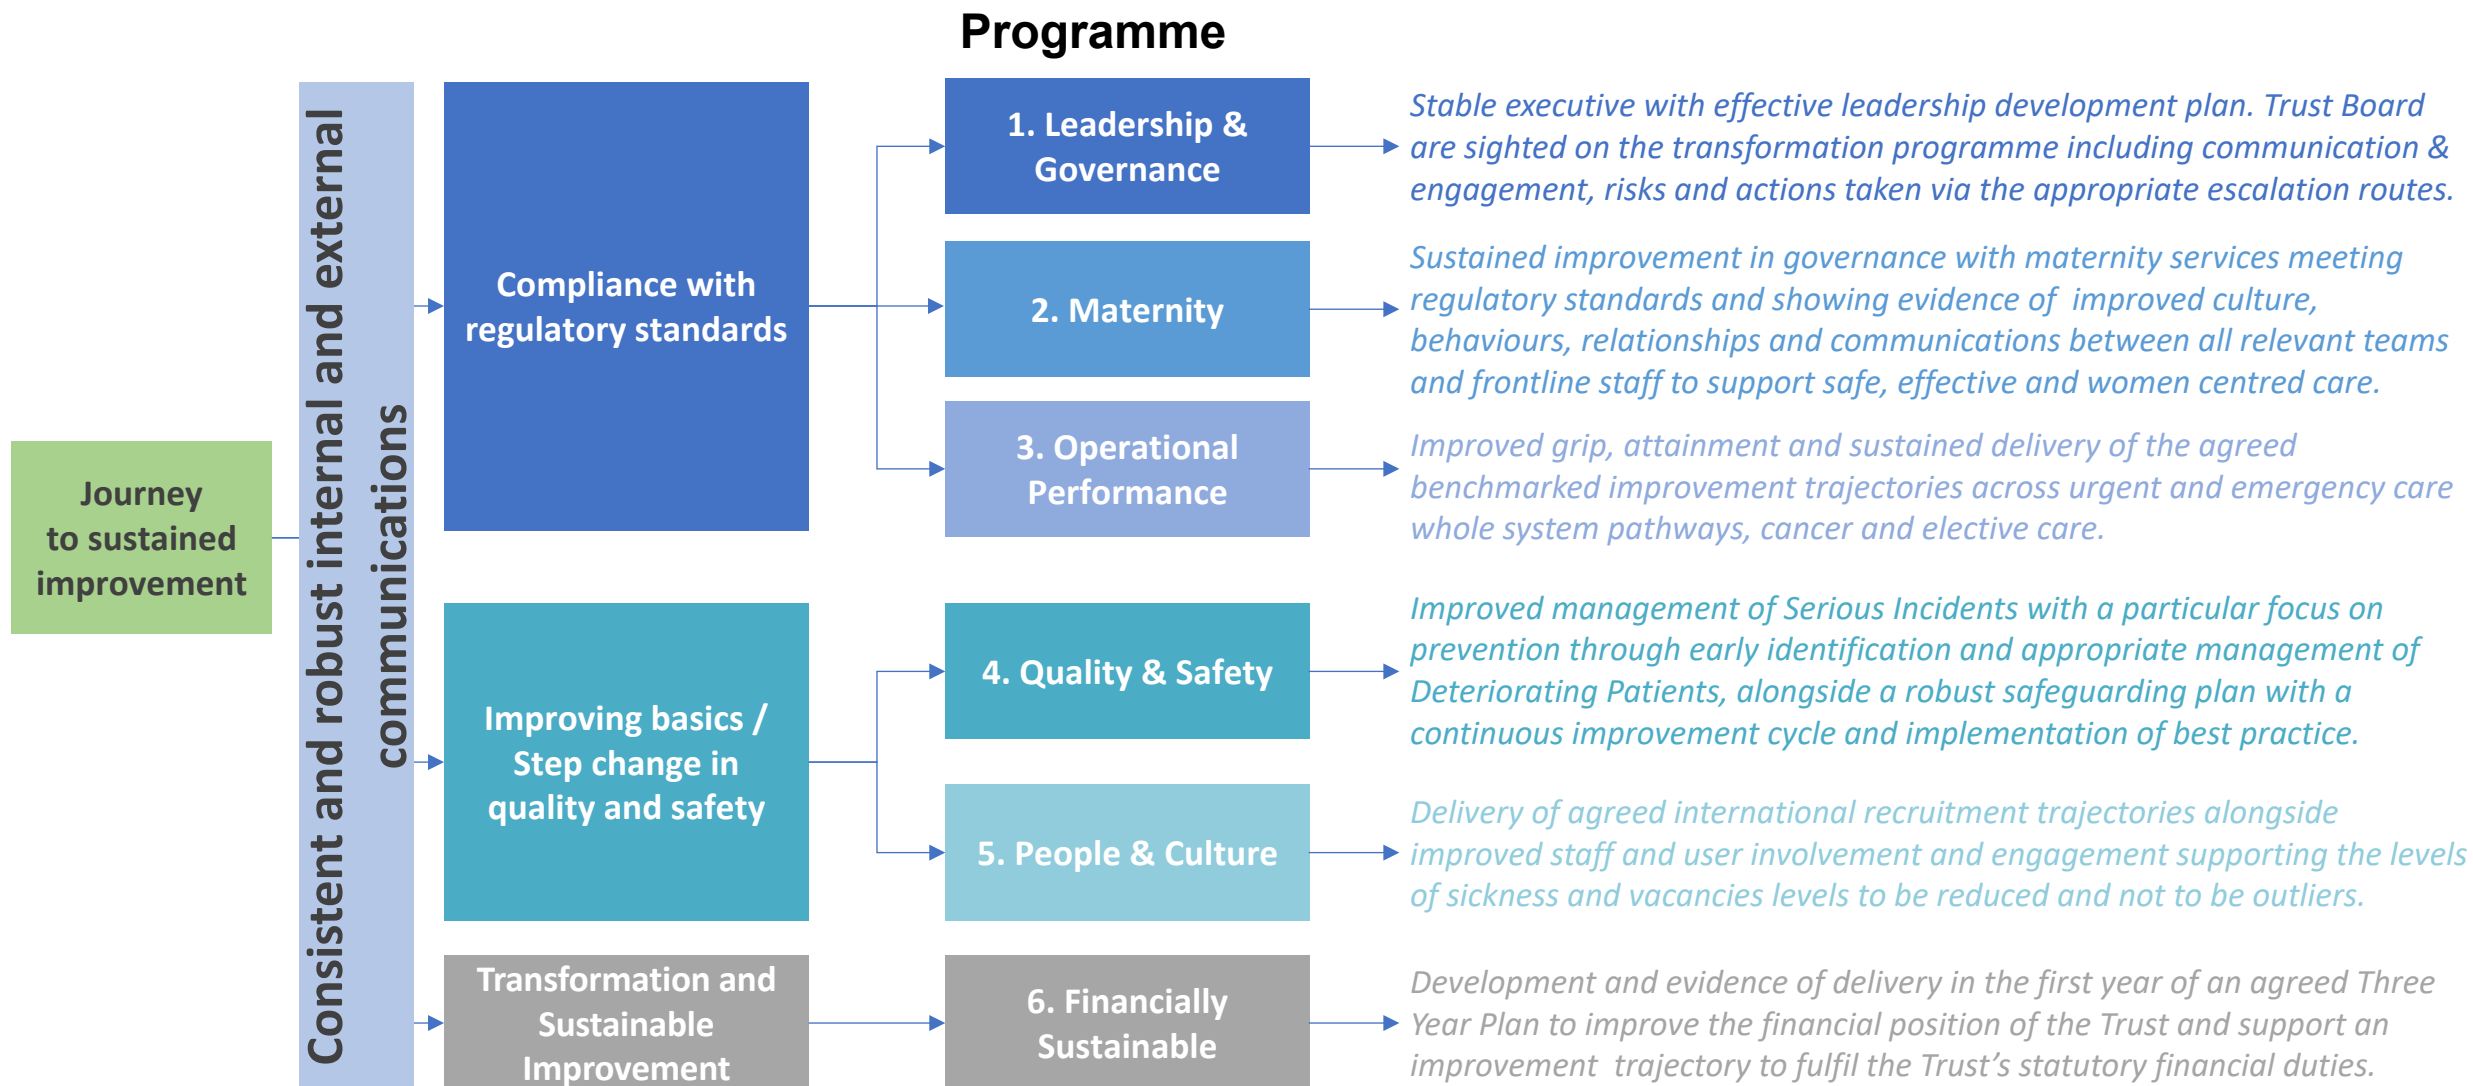 Programme
Journey
to sustained
improvement
Consistent and robust internal and external
communications
Compliance with
regulatory standards
1. Leadership &
Governance
Stable executive with effective leadership development plan. Trust Board
are sighted on the transformation programme including communication &
engagement, risks and actions taken via the appropriate escalation routes.
2. Maternity
Sustained improvement in governance with maternity services meeting
regulatory standards and showing evidence of  improved culture,
behaviours, relationships and communications between all relevant teams
and frontline staff to support safe, effective and women centred care.
3. Operational
Performance
Improved grip, attainment and sustained delivery of the agreed
benchmarked improvement trajectories across urgent and emergency care
whole system pathways, cancer and elective care.
Improving basics /
Step change in
quality and safety
4. Quality & Safety
Improved management of Serious Incidents with a particular focus on
prevention through early identification and appropriate management of
Deteriorating Patients, alongside a robust safeguarding plan with a
continuous improvement cycle and implementation of best practice.
5. People & Culture
Delivery of agreed international recruitment trajectories alongside
improved staff and user involvement and engagement supporting the levels
of sickness and vacancies levels to be reduced and not to be outliers.
Transformation and
Sustainable
Improvement
6. Financially
Sustainable
Development and evidence of delivery in the first year of an agreed Three
Year Plan to improve the financial position of the Trust and support an
improvement  trajectory to fulfil the Trust’s statutory financial duties.